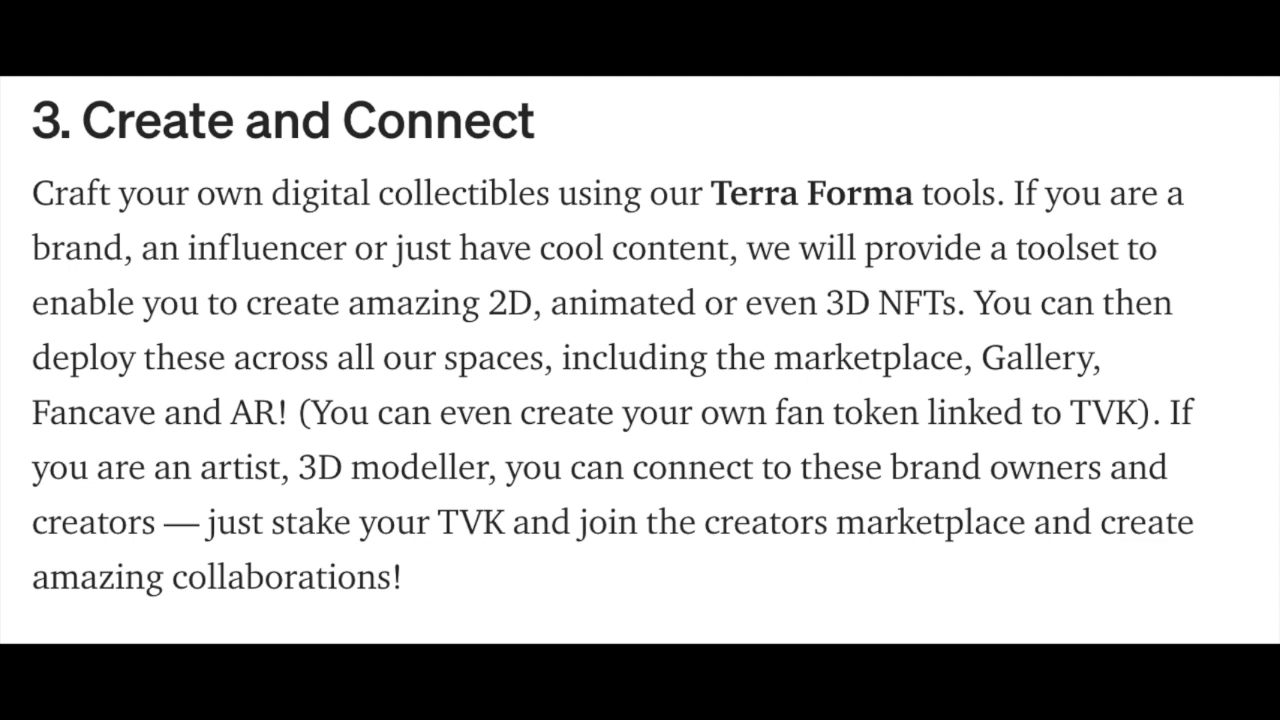 3. Create and Connect
Craft your own digital collectibles using our Terra Forma tools. If you are a
brand, an influencer or just have cool content, we will provide a toolset to
enable you to create amazing 2D, animated or even 3D NFTs. You can then
deploy these across all our spaces, including the marketplace, Gallery,
Fancave and AR! (You can even create your own fan token linked to TVK). If
you are an artist, 3D modeller, you can connect to these brand owners and
creators — just stake your TVK and join the creators marketplace and create
amazing collaborations!